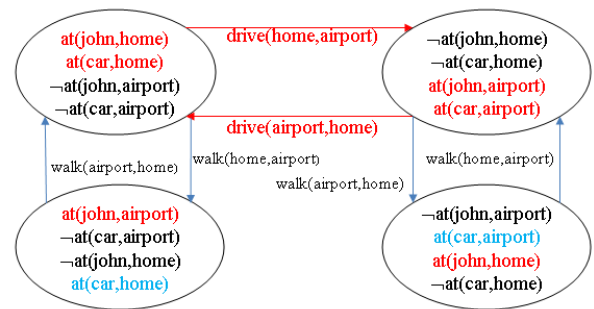 at(john,home)
at(car,home)
¬at(john,airport)
¬at(car,airport)
drive(home,airport)
¬at(john,home)
¬at(car,home)
at(john,airport)
at(car,airport)
drive(airport,home)
walk(airport,home)
walk(home,airport)
walk(airport,home)
walk(home,airport)
at(john,airport)
¬at(car,airport)
¬at(john,home)
at(car,home)
¬at(john,airport)
at(car,airport)
at(john,home)
¬at(car,home)